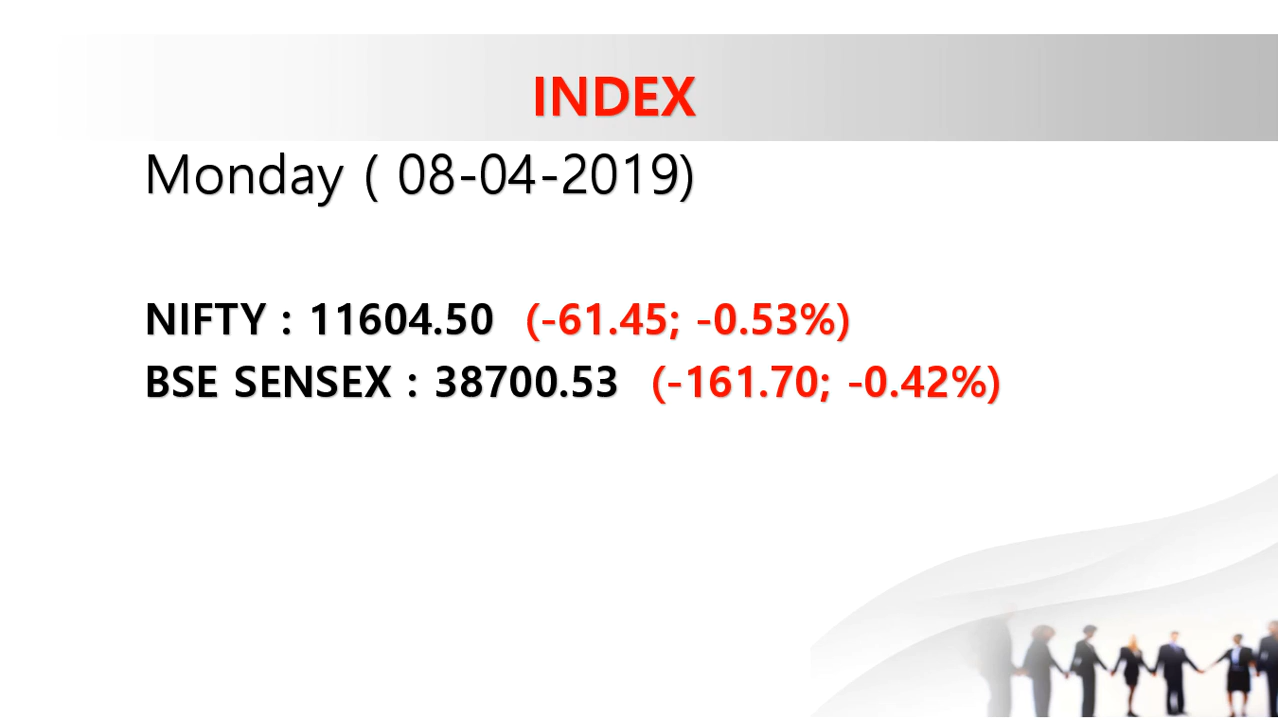 INDEX
Monday ( 08-04-2019)
NIFTY : 11604.50 (-61.45; -0.53%)
BSE SENSEX : 38700.53 (-161.70; -0.42%)